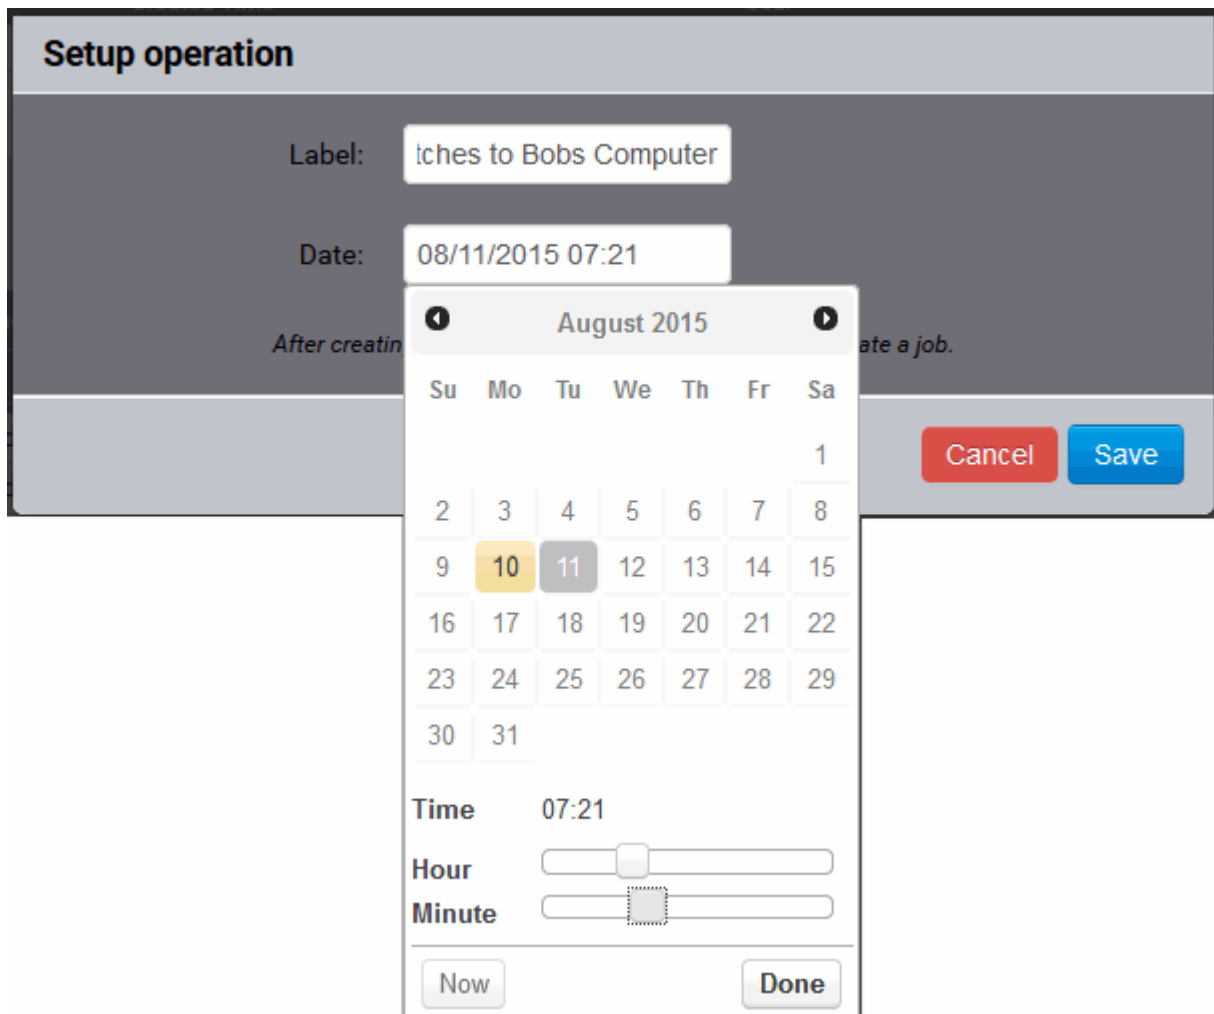 Setup operation
Label: tches to Bobs Computer
Date: 08/11/2015 07:21
August 2015
After creatin ate a job.
Su Mo Tu We Th Fr Sa
1
Cancel Save
2 3 4 5 6 7 8
9 10 11 12 13 14 15
16 17 18 19 20 21 22
23 24 25 26 27 28 29
30 31
Time 07:21
Hour
Minute
Now Done